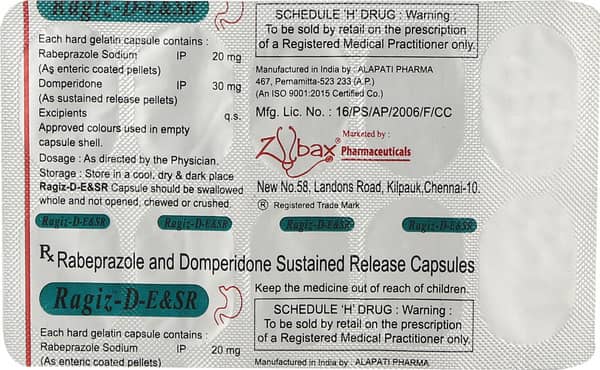 Ragiz-D-E&SR
Each hard gelatin capsule contains :
Rabeprazole Sodium IP 20 mg
(As enteric coated pellets)
Domperidone IP 30 mg
(As sustained release pellets)
Excipients q.s.
Approved colours used in empty
capsule shell.
Dosage : As directed by the Physician.
Storage : Store in a cool, dry & dark place
Ragiz-D-E&SR Capsule should be swallowed
whole and not opened, chewed or crushed.
SCHEDULE 'H' DRUG : Warning :
To be sold by retail on the prescription
of a Registered Medical Practitioner only.
Manufactured in India by : ALAPATI PHARMA
467, Pernamitta-523 233 (A.P.)
(An ISO 9001:2015 Certified Co.)
Mfg. Lic. No. : 16/PS/AP/2006/F/CC
Marketed by :
Zybax® Pharmaceuticals
New No.58, Landons Road, Kilpauk,Chennai-10.
® Registered Trade Mark
Ragiz-D-E&SR Ragiz-D-E&SR Ragiz-D-E&SR Ragiz-D-E&SR
Rx Rabeprazole and Domperidone Sustained Release Capsules
Ragiz-D-E&SR
Keep the medicine out of reach of children.
SCHEDULE 'H' DRUG : Warning :
To be sold by retail on the prescription
of a Registered Medical Practitioner only.
Each hard gelatin capsule contains :
Rabeprazole Sodium IP 20 mg
(As enteric coated pellets)
Manufactured in India by : ALAPATI PHARMA